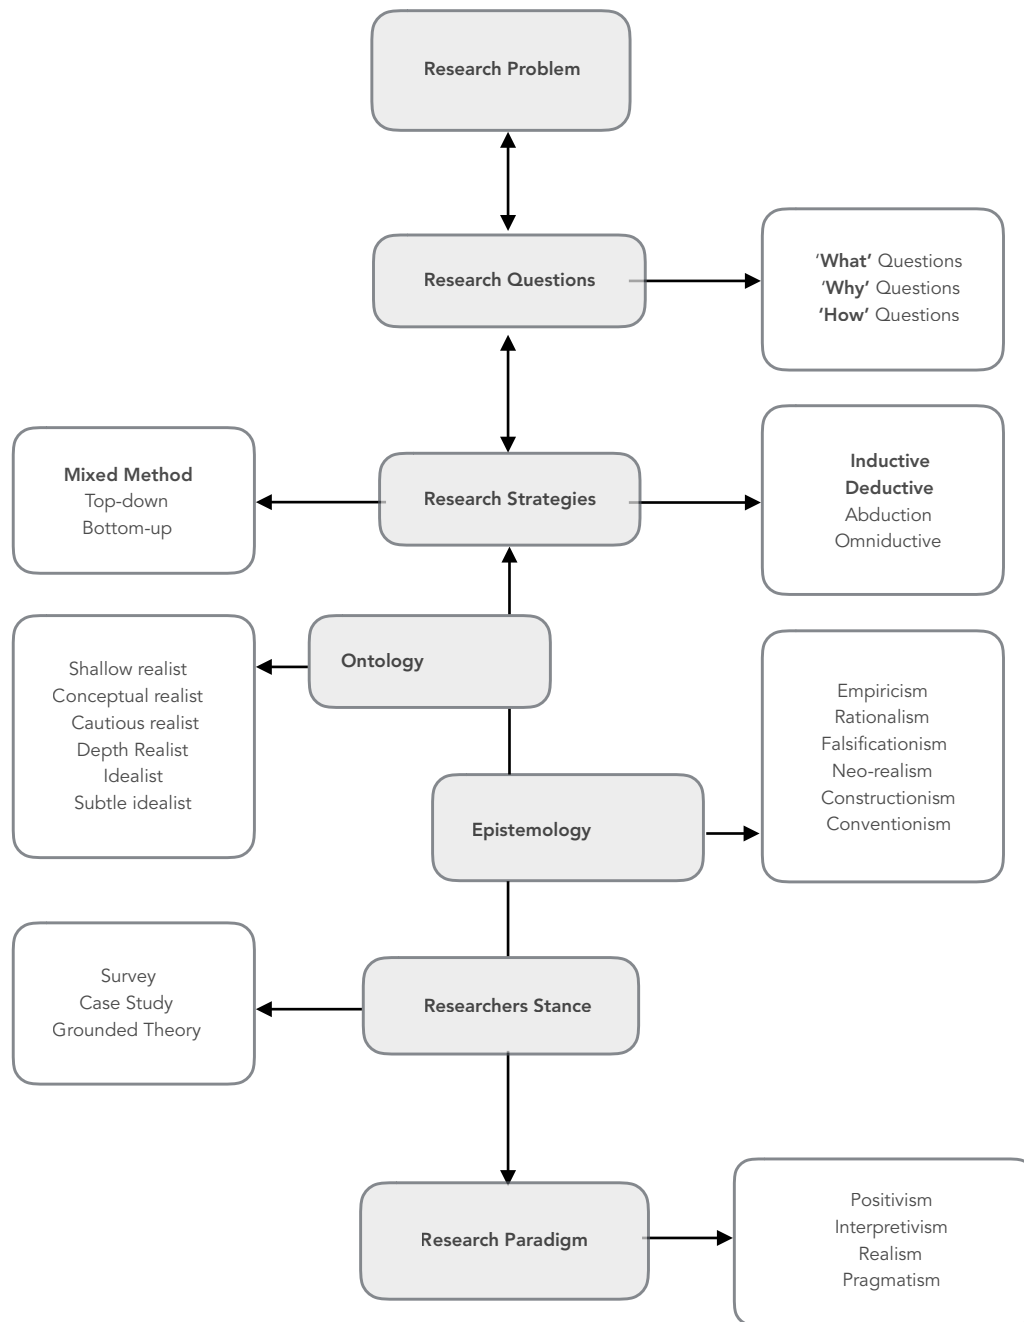 Research Problem
Research Questions
‘What’ Questions
‘Why’ Questions
‘How’ Questions
Mixed Method
Top-down
Bottom-up
Research Strategies
Inductive
Deductive
Abduction
Omniductive
Shallow realist
Conceptual realist
Cautious realist
Depth Realist
Idealist
Subtle idealist
Ontology
Empiricism
Rationalism
Falsificationism
Neo-realism
Constructionism
Conventionism
Epistemology
Survey
Case Study
Grounded Theory
Researchers Stance
Research Paradigm
Positivism
Interpretivism
Realism
Pragmatism